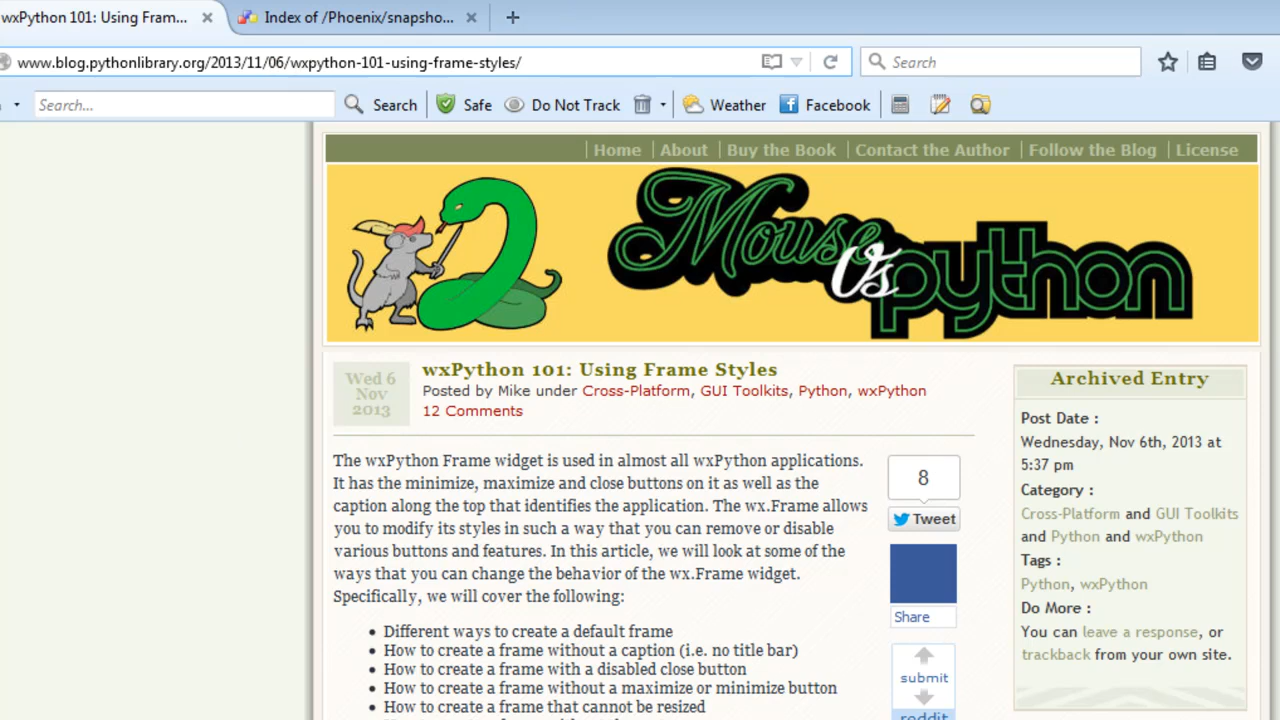 wxPython 101: Using Fram...
Index of /Phoenix/snapsho...
www.blog.pythonlibrary.org/2013/11/06/wxpython-101-using-frame-styles/
Search
Search...
Search
Safe
Do Not Track
Weather
Facebook
Home
About
Buy the Book
Contact the Author
Follow the Blog
License
Mouse
Vs
python
Wed 6
Nov
2013
wxPython 101: Using Frame Styles
Posted by Mike under Cross-Platform, GUI Toolkits, Python, wxPython
12 Comments
The wxPython Frame widget is used in almost all wxPython applications.
It has the minimize, maximize and close buttons on it as well as the
caption along the top that identifies the application. The wx.Frame allows
you to modify its styles in such a way that you can remove or disable
various buttons and features. In this article, we will look at some of the
ways that you can change the behavior of the wx.Frame widget.
Specifically, we will cover the following:
• Different ways to create a default frame
• How to create a frame without a caption (i.e. no title bar)
• How to create a frame with a disabled close button
• How to create a frame without a maximize or minimize button
• How to create a frame that cannot be resized
8
Tweet
Share
submit
reddit
Archived Entry
Post Date :
Wednesday, Nov 6th, 2013 at
5:37 pm
Category :
Cross-Platform and GUI Toolkits
and Python and wxPython
Tags :
Python, wxPython
Do More :
You can leave a response, or
trackback from your own site.